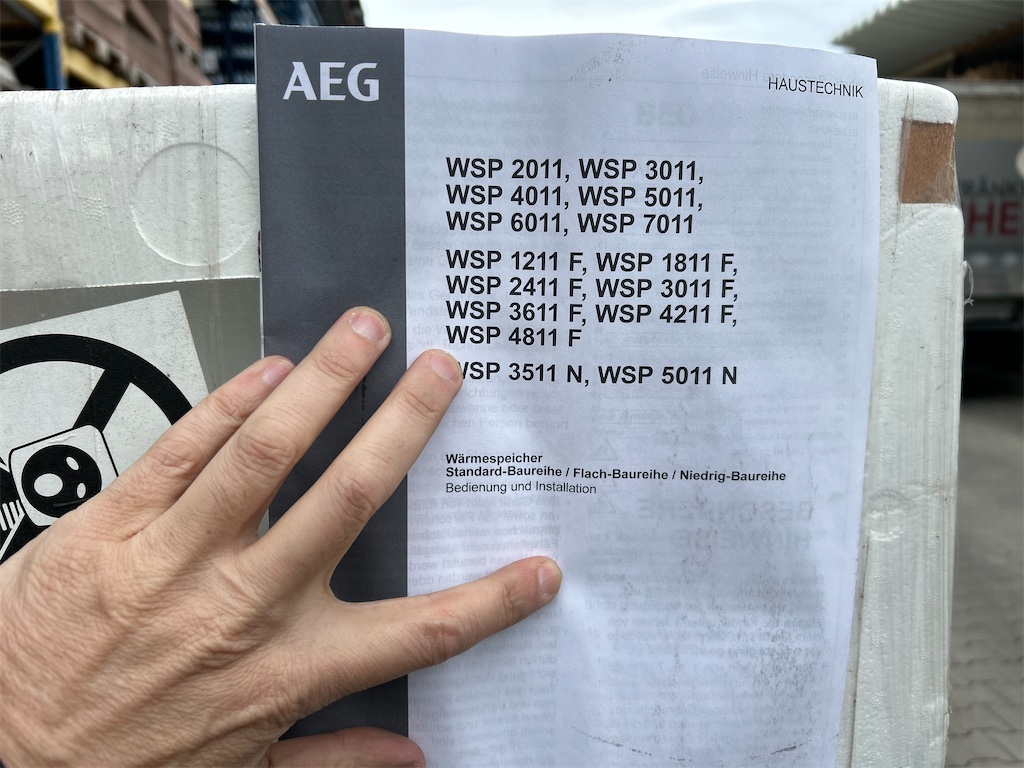 AEG
HAUSTECHNIK
WSP 2011, WSP 3011,
WSP 4011, WSP 5011,
WSP 6011, WSP 7011
WSP 1211 F, WSP 1811 F,
WSP 2411 F, WSP 3011 F,
WSP 3611 F, WSP 4211 F,
WSP 4811 F
WSP 3511 N, WSP 5011 N
Wärmespeicher
Standard-Baureihe / Flach-Baureihe / Niedrig-Baureihe
Bedienung und Installation
BESONDERE
HINWEISE